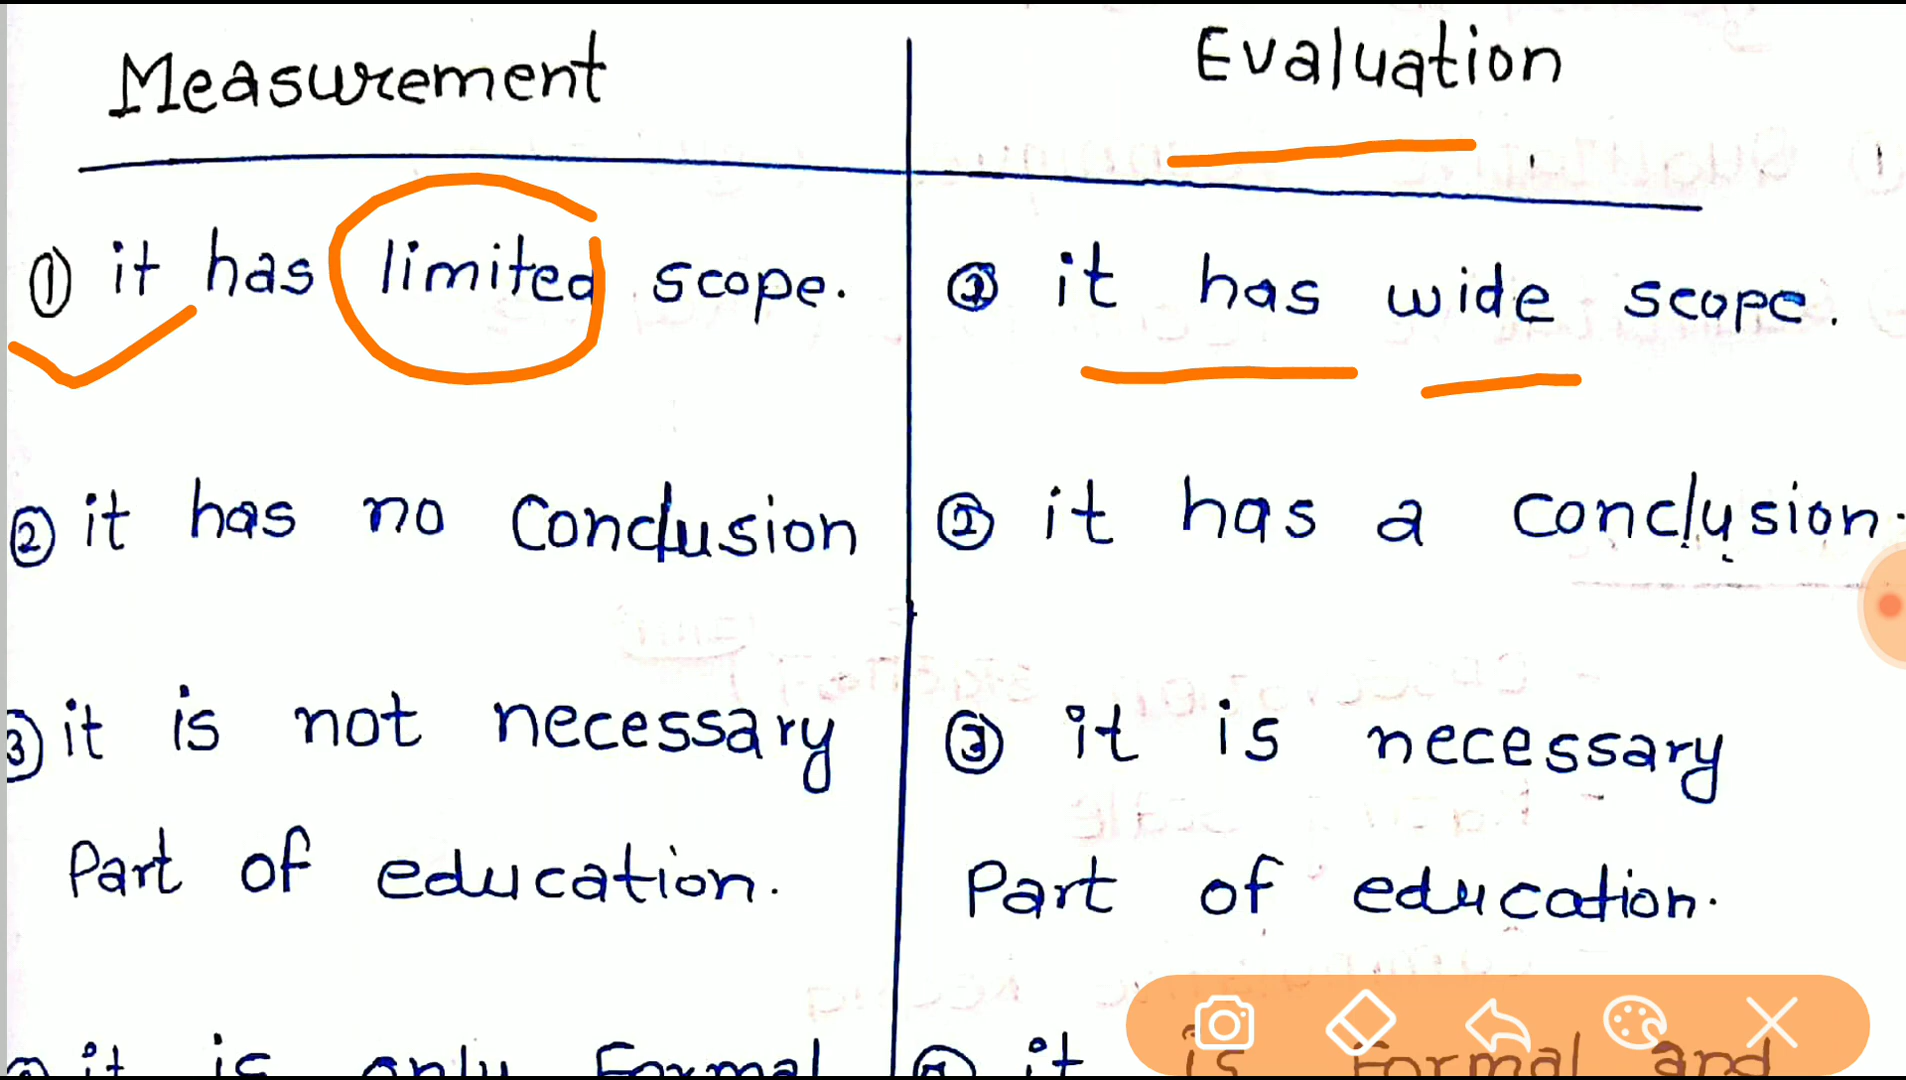 Measurement
Evaluation
① it has limited scope.
① it has wide scope.
② it has no Conclusion
② it has a conclusion.
③ it is not necessary
Part of education.
③ it is necessary
Part of education.
it is only Formal
it is Formal and